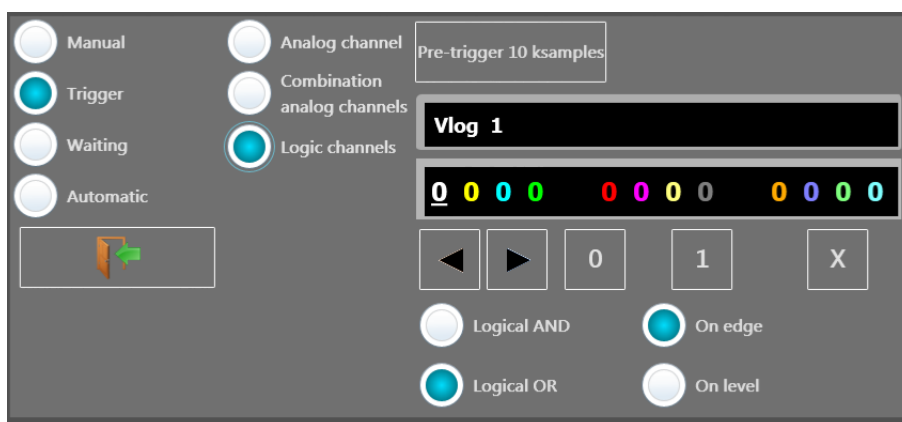 Manual
Trigger
Waiting
Automatic
Analog channel
Combination
analog channels
Logic channels
Pre-trigger 10 ksamples
Vlog 1
0 0 0 0 0 0 0 0 0 0 0 0
0 1 X
Logical AND
On edge
Logical OR
On level